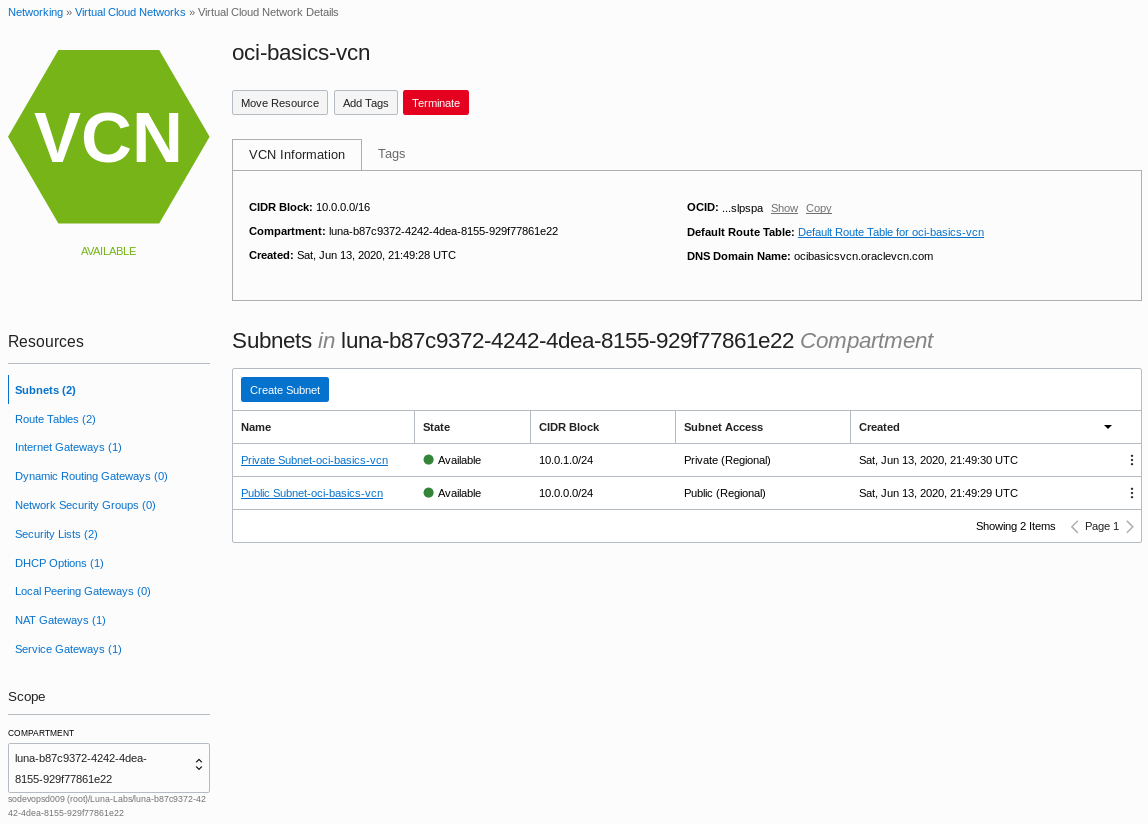 Networking » Virtual Cloud Networks » Virtual Cloud Network Details
VCN
AVAILABLE
oci-basics-vcn
Move Resource Add Tags Terminate
VCN Information Tags
CIDR Block: 10.0.0.0/16
Compartment: luna-b87c9372-4242-4dea-8155-929f77861e22
Created: Sat, Jun 13, 2020, 21:49:28 UTC
OCID: ...slpspa Show Copy
Default Route Table: Default Route Table for oci-basics-vcn
DNS Domain Name: ocibasicsvcn.oraclevcn.com
Resources
Subnets (2)
Route Tables (2)
Internet Gateways (1)
Dynamic Routing Gateways (0)
Network Security Groups (0)
Security Lists (2)
DHCP Options (1)
Local Peering Gateways (0)
NAT Gateways (1)
Service Gateways (1)
Scope
COMPARTMENT
luna-b87c9372-4242-4dea-
8155-929f77861e22
sodevopsd009 (root)/Luna-Labs/luna-b87c9372-42
42-4dea-8155-929f77861e22
Subnets in luna-b87c9372-4242-4dea-8155-929f77861e22 Compartment
Create Subnet
Name State CIDR Block Subnet Access Created
Private Subnet-oci-basics-vcn Available 10.0.1.0/24 Private (Regional) Sat, Jun 13, 2020, 21:49:30 UTC
Public Subnet-oci-basics-vcn Available 10.0.0.0/24 Public (Regional) Sat, Jun 13, 2020, 21:49:29 UTC
Showing 2 Items Page 1